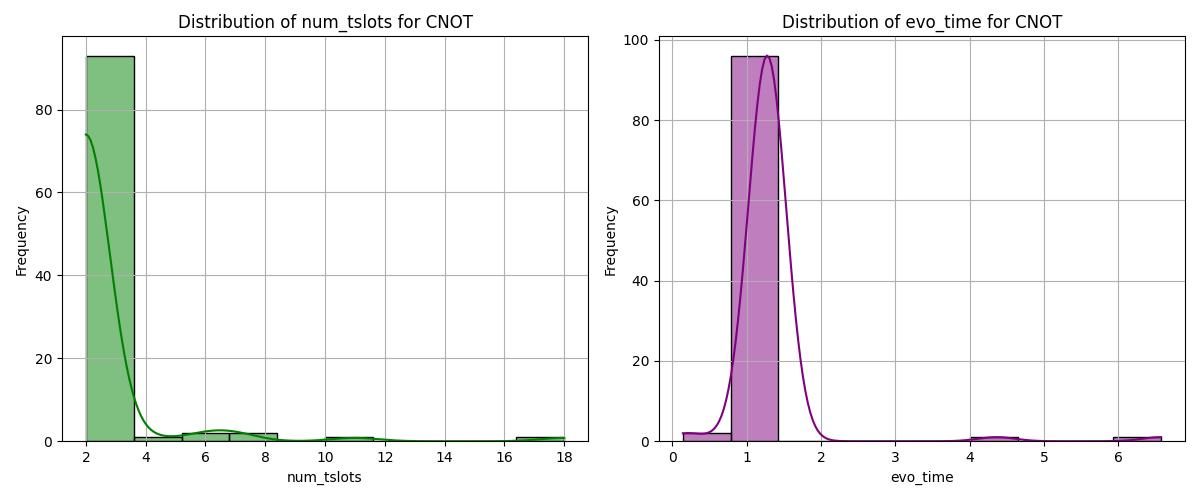 Distribution of num_tslots for CNOT
Frequency
80
60
40
20
0
2 4 6 8 10 12 14 16 18
num_tslots
Distribution of evo_time for CNOT
Frequency
100
80
60
40
20
0
0 1 2 3 4 5 6
evo_time